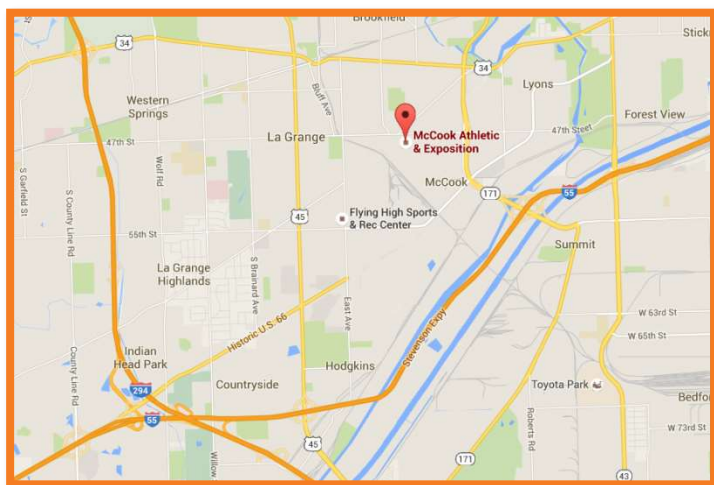 Brookfield
34
Stick
34
Lyons
Bluff Ave
Western
Springs
Forest View
La Grange
McCook Athletic
& Exposition
47th Street
47th St
Wolf Rd
S Garfield St
S County Line Rd
McCook
171
55
45
Flying High Sports
& Rec Center
55th St
Summit
La Grange
Highlands
S Brainard Ave
East Ave
Historic U.S. 66
Stevenson Expy
W 63rd St
W 65th St
Indian
Head Park
County Line Rd
Hodgkins
294
Countryside
Toyota Park
Bedfor
55
Roberts Rd
W 73rd St
45
Willow
171
43